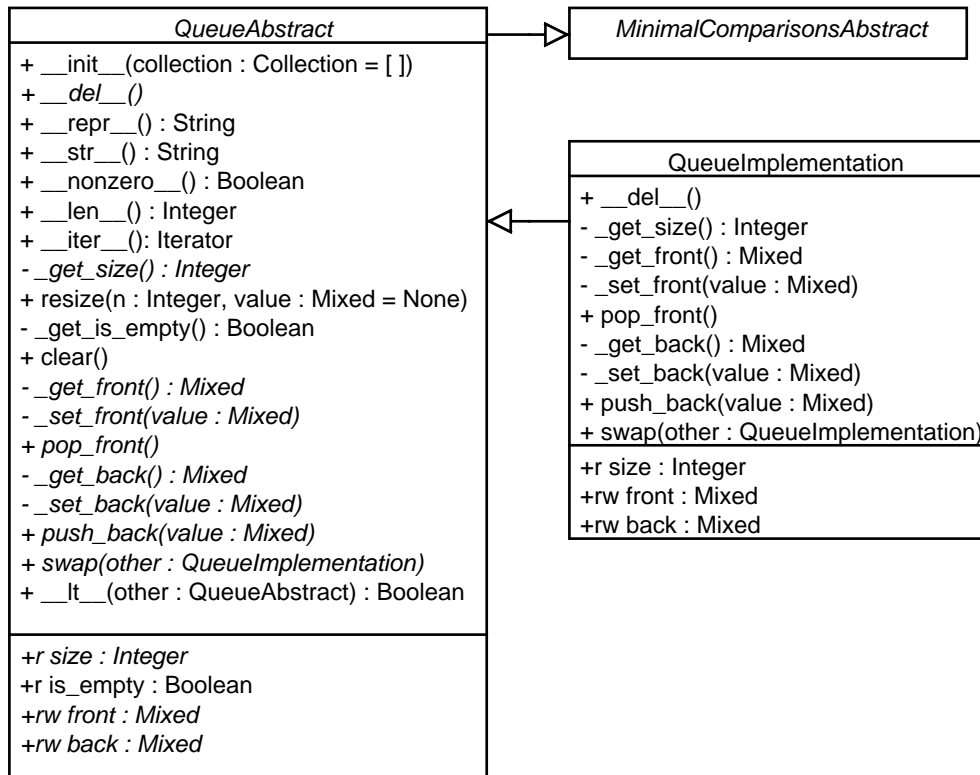 QueueAbstract
+ __init__(collection : Collection = [ ])
+ __del__()
+ __repr__() : String
+ __str__() : String
+ __nonzero__() : Boolean
+ __len__() : Integer
+ __iter__(): Iterator
- _get_size() : Integer
+ resize(n : Integer, value : Mixed = None)
- _get_is_empty() : Boolean
+ clear()
- _get_front() : Mixed
- _set_front(value : Mixed)
+ pop_front()
- _get_back() : Mixed
- _set_back(value : Mixed)
+ push_back(value : Mixed)
+ swap(other : QueueImplementation)
+ __lt__(other : QueueAbstract) : Boolean
+r size : Integer
+r is_empty : Boolean
+rw front : Mixed
+rw back : Mixed
MinimalComparisonsAbstract
QueueImplementation
+ __del__()
- _get_size() : Integer
- _get_front() : Mixed
- _set_front(value : Mixed)
+ pop_front()
- _get_back() : Mixed
- _set_back(value : Mixed)
+ push_back(value : Mixed)
+ swap(other : QueueImplementation)
+r size : Integer
+rw front : Mixed
+rw back : Mixed